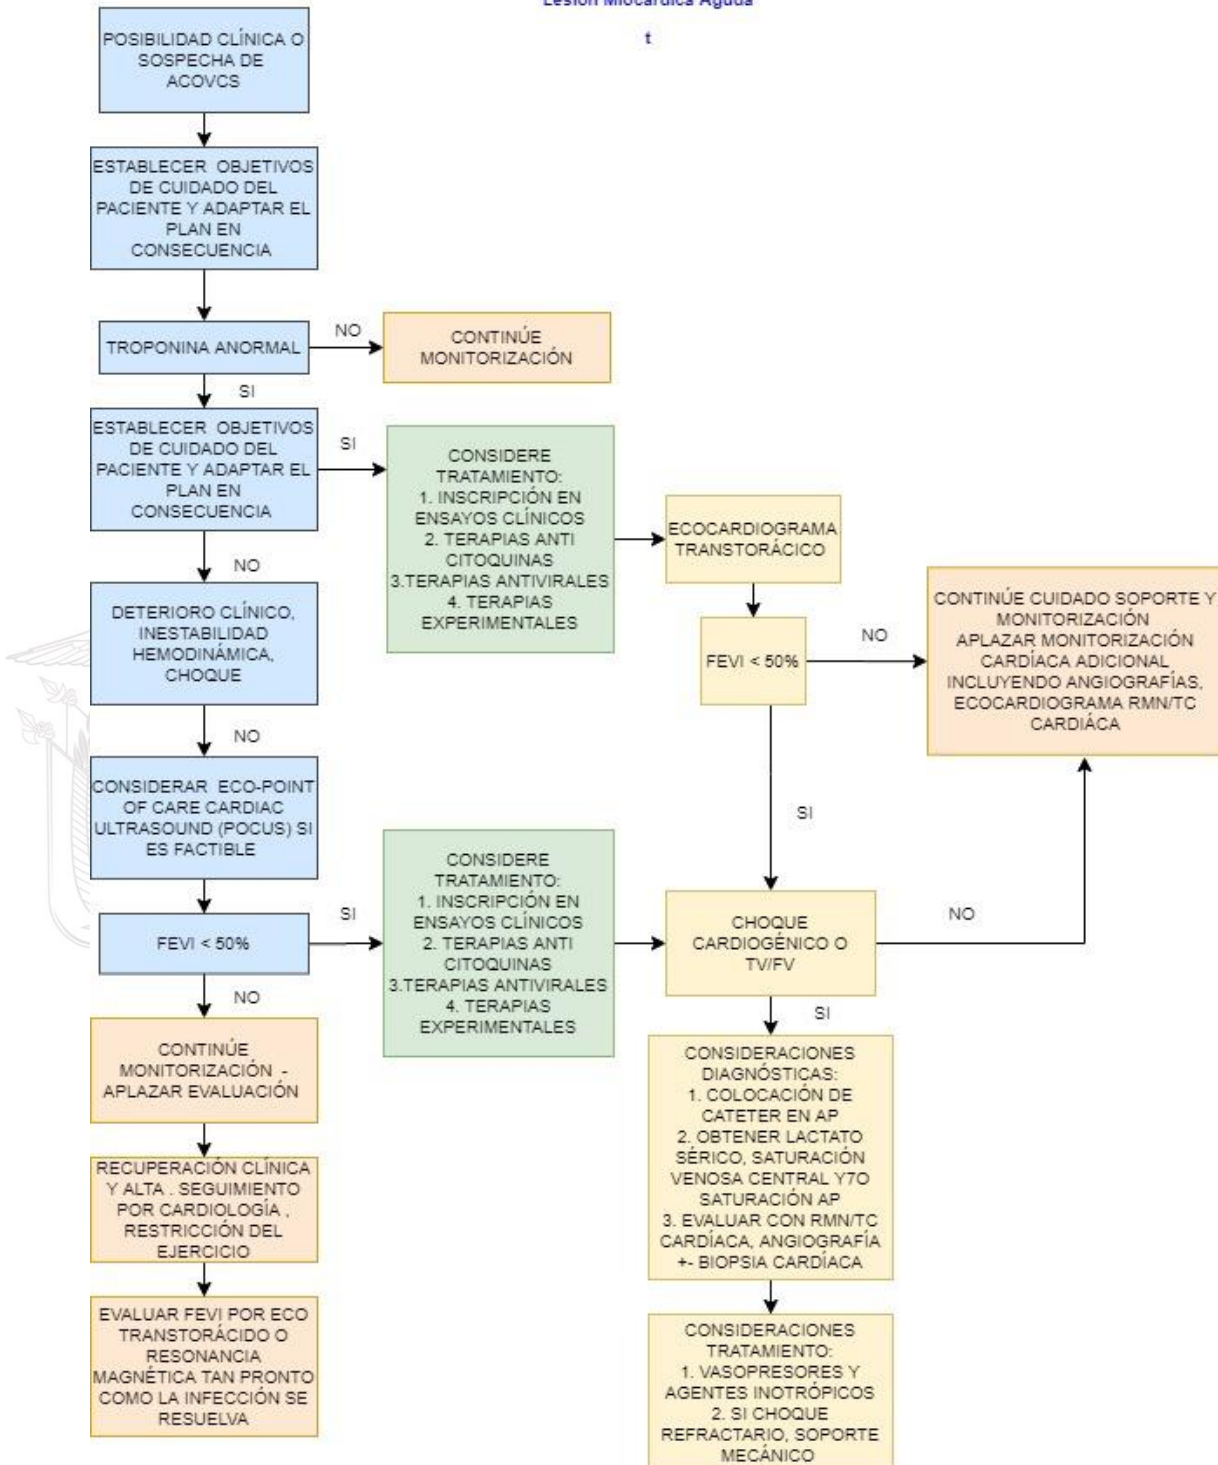 Lesión Miocárdica Aguda
t
POSIBILIDAD CLÍNICA O
SOSPECHA DE
ACOVCS
ESTABLECER OBJETIVOS
DE CUIDADO DEL
PACIENTE Y ADAPTAR EL
PLAN EN
CONSECUENCIA
TROPONINA ANORMAL
NO
CONTINÚE
MONITORIZACIÓN
SI
ESTABLECER OBJETIVOS
DE CUIDADO DEL
PACIENTE Y ADAPTAR EL
PLAN EN
CONSECUENCIA
SI
CONSIDERE
TRATAMIENTO:
1. INSCRIPCIÓN EN
ENSAYOS CLÍNICOS
2. TERAPIAS ANTI
CITOQUINAS
3.TERAPIAS ANTIVIRALES
4. TERAPIAS
EXPERIMENTALES
ECOCARDIOGRAMA
TRANSTORÁCICO
FEVI < 50%
NO
CONTINÚE CUIDADO SOPORTE Y
MONITORIZACIÓN
APLAZAR MONITORIZACIÓN
CARDÍACA ADICIONAL
INCLUYENDO ANGIOGRAFÍAS,
ECOCARDIOGRAMA RMN/TC
CARDIÁCA
SI
NO
DETERIORO CLÍNICO,
INESTABILIDAD
HEMODINÁMICA,
CHOQUE
NO
CONSIDERAR ECO-POINT
OF CARE CARDIAC
ULTRASOUND (POCUS) SI
ES FACTIBLE
FEVI < 50%
SI
CONSIDERE
TRATAMIENTO:
1. INSCRIPCIÓN EN
ENSAYOS CLÍNICOS
2. TERAPIAS ANTI
CITOQUINAS
3.TERAPIAS ANTIVIRALES
4. TERAPIAS
EXPERIMENTALES
CHOQUE
CARDIOGÉNICO O
TV/FV
NO
SI
CONSIDERACIONES
DIAGNÓSTICAS:
1. COLOCACIÓN DE
CATETER EN AP
2. OBTENER LACTATO
SÉRICO, SATURACIÓN
VENOSA CENTRAL Y7O
SATURACIÓN AP
3. EVALUAR CON RMN/TC
CARDÍACA, ANGIOGRAFÍA
+- BIOPSIA CARDÍACA
CONSIDERACIONES
TRATAMIENTO:
1. VASOPRESORES Y
AGENTES INOTRÓPICOS
2. SI CHOQUE
REFRACTARIO, SOPORTE
MECÁNICO
NO
CONTINÚE
MONITORIZACIÓN -
APLAZAR EVALUACIÓN
RECUPERACIÓN CLÍNICA
Y ALTA . SEGUIMIENTO
POR CARDIOLOGÍA ,
RESTRICCIÓN DEL
EJERCICIO
EVALUAR FEVI POR ECO
TRANSTORÁCIDO O
RESONANCIA
MAGNÉTICA TAN PRONTO
COMO LA INFECCIÓN SE
RESUELVA